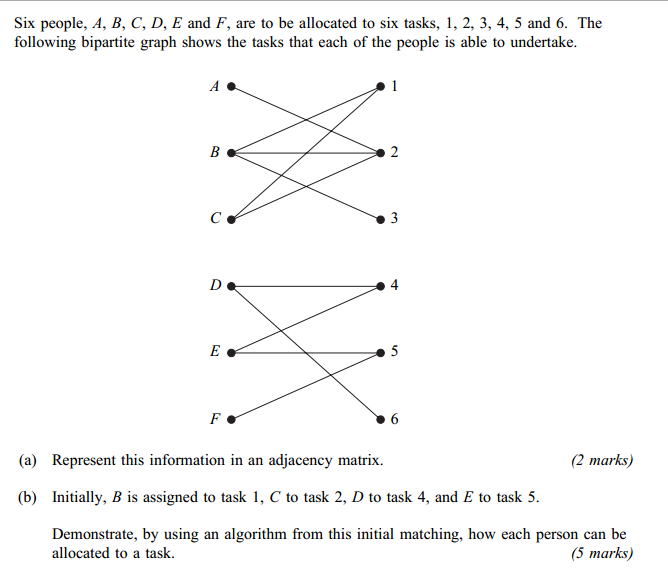 Six people, A, B, C, D, E and F, are to be allocated to six tasks, 1, 2, 3, 4, 5 and 6. The
following bipartite graph shows the tasks that each of the people is able to undertake.
A 1
B 2
C 3
D 4
E 5
F 6
(a) Represent this information in an adjacency matrix. (2 marks)
(b) Initially, B is assigned to task 1, C to task 2, D to task 4, and E to task 5.
Demonstrate, by using an algorithm from this initial matching, how each person can be
allocated to a task. (5 marks)